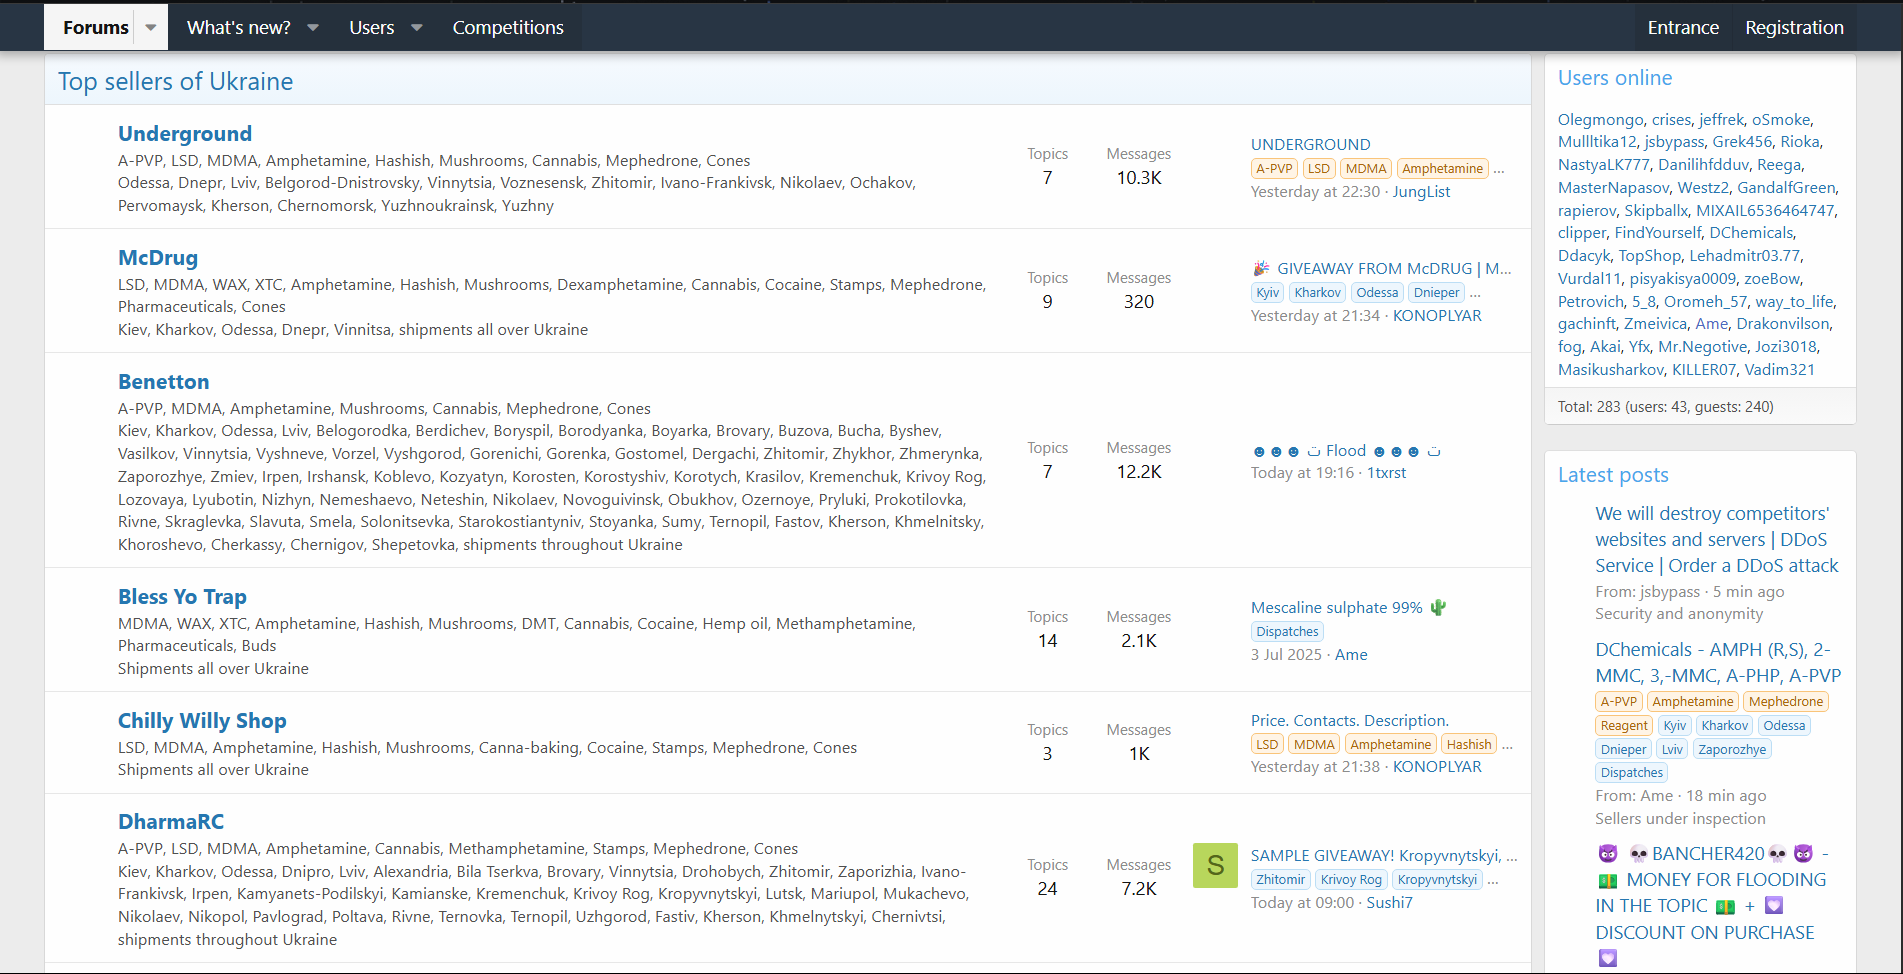 Forums
What's new?
Users
Competitions
Entrance
Registration
Top sellers of Ukraine
Underground
A-PVP, LSD, MDMA, Amphetamine, Hashish, Mushrooms, Cannabis, Mephedrone, Cones
Odessa, Dnepr, Lviv, Belgorod-Dnistrovsky, Vinnytsia, Voznesensk, Zhitomir, Ivano-Frankivsk, Nikolaev, Ochakov,
Pervomaysk, Kherson, Chernomorsk, Yuzhnoukrainsk, Yuzhny
Topics
7
Messages
10.3K
UNDERGROUND
A-PVP LSD MDMA Amphetamine ...
Yesterday at 22:30 · JungList
McDrug
LSD, MDMA, WAX, XTC, Amphetamine, Hashish, Mushrooms, Dexamphetamine, Cannabis, Cocaine, Stamps, Mephedrone,
Pharmaceuticals, Cones
Kiev, Kharkov, Odessa, Dnepr, Vinnitsa, shipments all over Ukraine
Topics
9
Messages
320
🎉 GIVEAWAY FROM McDRUG | M...
Kyiv Kharkov Odessa Dnieper ...
Yesterday at 21:34 · KONOPLYAR
Benetton
A-PVP, MDMA, Amphetamine, Mushrooms, Cannabis, Mephedrone, Cones
Kiev, Kharkov, Odessa, Lviv, Belogorodka, Berdichev, Boryspil, Borodyanka, Boyarka, Brovary, Buzova, Bucha, Byshev,
Vasilkov, Vinnytsia, Vyshneve, Vorzel, Vyshgorod, Gorenichi, Gorenka, Gostomel, Dergachi, Zhitomir, Zhykhor, Zhmerynka,
Zaporozhye, Zmiev, Irpen, Irshansk, Koblevo, Kozyatyn, Korosten, Korostyshiv, Korotych, Krasilov, Kremenchuk, Krivoy Rog,
Lozovaya, Lyubotin, Nizhyn, Nemeshaevo, Neteshin, Nikolaev, Novoguivinsk, Obukhov, Ozernoye, Pryluki, Prokotilovka,
Rivne, Skraglevka, Slavuta, Smela, Solonitsevka, Starokostiantyniv, Stoyanka, Sumy, Ternopil, Fastov, Kherson, Khmelnitsky,
Khoroshevo, Cherkassy, Chernigov, Shepetovka, shipments throughout Ukraine
Topics
7
Messages
12.2K
☻ ☻ ☻ ت Flood ☻ ☻ ☻ ت
Today at 19:16 · 1txrst
Bless Yo Trap
MDMA, WAX, XTC, Amphetamine, Hashish, Mushrooms, DMT, Cannabis, Cocaine, Hemp oil, Methamphetamine,
Pharmaceuticals, Buds
Shipments all over Ukraine
Topics
14
Messages
2.1K
Mescaline sulphate 99% 🌵
Dispatches
3 Jul 2025 · Ame
Chilly Willy Shop
LSD, MDMA, Amphetamine, Hashish, Mushrooms, Canna-baking, Cocaine, Stamps, Mephedrone, Cones
Shipments all over Ukraine
Topics
3
Messages
1K
Price. Contacts. Description.
LSD MDMA Amphetamine Hashish ...
Yesterday at 21:38 · KONOPLYAR
DharmaRC
A-PVP, LSD, MDMA, Amphetamine, Cannabis, Methamphetamine, Stamps, Mephedrone, Cones
Kiev, Kharkov, Odessa, Dnipro, Lviv, Alexandria, Bila Tserkva, Brovary, Vinnytsia, Drohobych, Zhitomir, Zaporizhia, Ivano-
Frankivsk, Irpen, Kamyanets-Podilskyi, Kamianske, Kremenchuk, Krivoy Rog, Kropyvnytskyi, Lutsk, Mariupol, Mukachevo,
Nikolaev, Nikopol, Pavlograd, Poltava, Rivne, Ternovka, Ternopil, Uzhgorod, Fastiv, Kherson, Khmelnytskyi, Chernivtsi,
shipments throughout Ukraine
Topics
24
Messages
7.2K
S
SAMPLE GIVEAWAY! Kropyvnytskyi, ...
Zhitomir Krivoy Rog Kropyvnytskyi ...
Today at 09:00 · Sushi7
Users online
Olegmongo, crises, jeffrek, oSmoke,
Mullltika12, jsbypass, Grek456, Rioka,
NastyaLK777, Danilihfdduv, Reega,
MasterNapasov, Westz2, GandalfGreen,
rapierov, Skipballx, MIXAIL6536464747,
clipper, FindYourself, DChemicals,
Ddacyk, TopShop, Lehadmitr03.77,
Vurdal11, pisyakisya0009, zoeBow,
Petrovich, 5_8, Oromeh_57, way_to_life,
gachinft, Zmeivica, Ame, Drakonvilson,
fog, Akai, Yfx, Mr.Negotive, Jozi3018,
Masikusharkov, KILLER07, Vadim321
Total: 283 (users: 43, guests: 240)
Latest posts
We will destroy competitors'
websites and servers | DDoS
Service | Order a DDoS attack
From: jsbypass · 5 min ago
Security and anonymity
DChemicals - AMPH (R,S), 2-
MMC, 3,-MMC, A-PHP, A-PVP
A-PVP Amphetamine Mephedrone
Reagent Kyiv Kharkov Odessa
Dnieper Lviv Zaporozhye
Dispatches
From: Ame · 18 min ago
Sellers under inspection
😈 💀BANCHER420💀 😈 -
💵 MONEY FOR FLOODING
IN THE TOPIC 💵 + 💟
DISCOUNT ON PURCHASE
💟